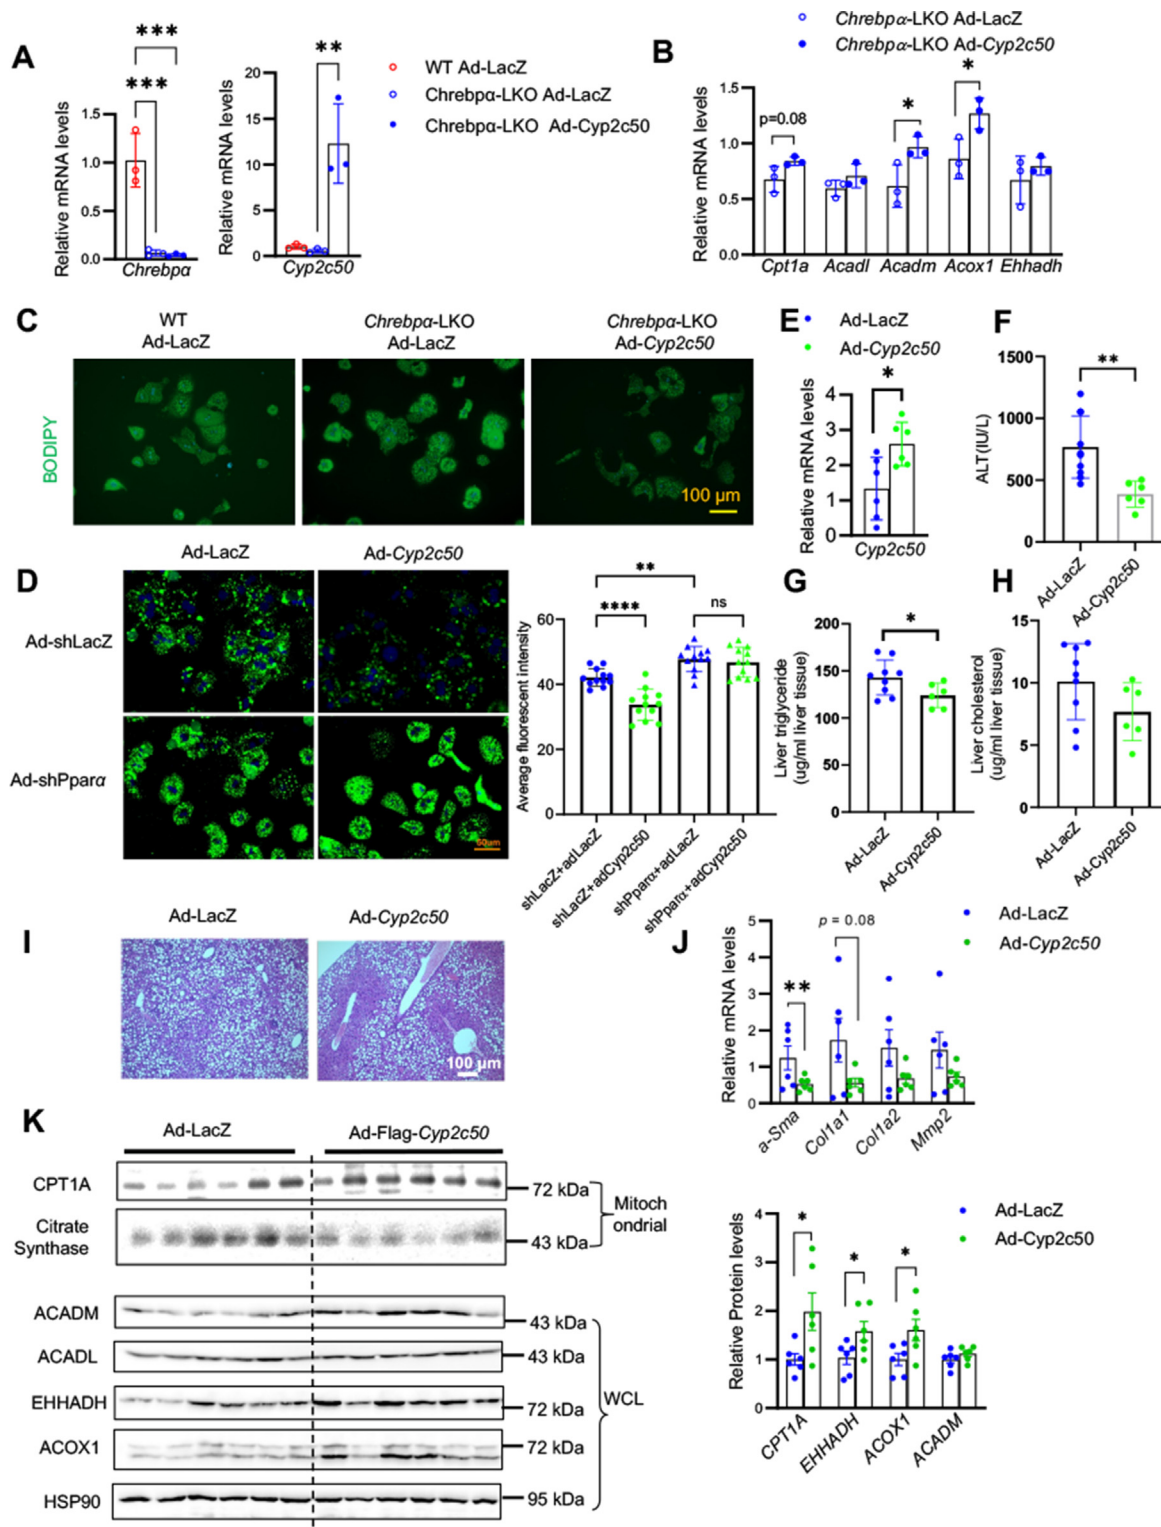 A
***
***
**
Relative mRNA levels
1.5
1.0
0.5
0.0
Chrebpα
Relative mRNA levels
20
15
10
5
0
Cyp2c50
WT Ad-LacZ
Chrebpα-LKO Ad-LacZ
Chrebpα-LKO Ad-Cyp2c50
B
Chrebpα-LKO Ad-LacZ
Chrebpα-LKO Ad-Cyp2c50
Relative mRNA levels
1.5
1.0
0.5
0.0
p=0.08
*
*
Cpt1a Acadl Acadm Acox1 Ehhadh
C
WT
Ad-LacZ
Chrebpα-LKO
Ad-LacZ
Chrebpα-LKO
Ad-Cyp2c50
BODIPY
100 μm
D
Ad-LacZ
Ad-Cyp2c50
Ad-shLacZ
Ad-shPparα
50um
Average fluorescent intensity
60
40
20
0
**
****
ns
shLacZ+adLacZ
shLacZ+adCyp2c50
shPparα+adLacZ
shPparα+adCyp2c50
E
Ad-LacZ
Ad-Cyp2c50
*
Relative mRNA levels
4
3
2
1
0
Cyp2c50
F
ALT(IU/L)
1500
1000
500
0
**
Ad-LacZ
Ad-Cyp2c50
G
Liver triglyceride
(ug/ml liver tissue)
200
150
100
50
0
*
Ad-LacZ
Ad-Cyp2c50
H
Liver cholesterol
(ug/ml liver tissue)
15
10
5
0
Ad-LacZ
Ad-Cyp2c50
I
Ad-LacZ
Ad-Cyp2c50
100 μm
J
Ad-LacZ
Ad-Cyp2c50
Relative mRNA levels
5
4
3
2
1
0
**
p = 0.08
a-Sma
Col1a1
Col1a2
Mmp2
K
Ad-LacZ
Ad-Flag-Cyp2c50
CPT1A
72 kDa
Citrate
Synthase
43 kDa
Mitoch
ondrial
ACADM
43 kDa
ACADL
43 kDa
EHHADH
72 kDa
ACOX1
72 kDa
HSP90
95 kDa
WCL
Ad-LacZ
Ad-Cyp2c50
Relative Protein levels
4
3
2
1
0
*
*
*
CPT1A
EHHADH
ACOX1
ACADM